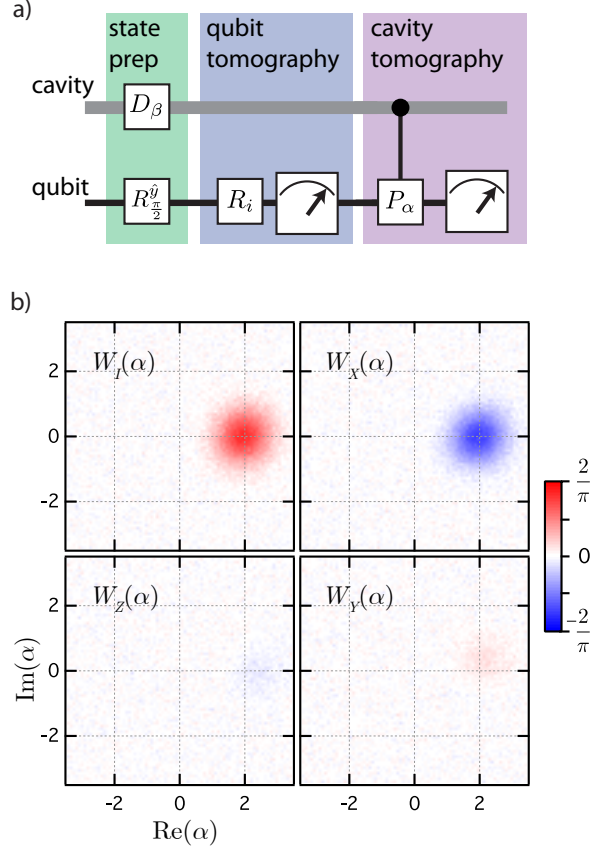 a)
state prep
qubit tomography
cavity tomography
cavity
D_β
qubit
R^ŷ_{π/2}
R_i
P_α
b)
W_I(α)
W_X(α)
2
0
-2
2/π
0
-2/π
W_Z(α)
W_Y(α)
2
0
-2
Im(α)
-2 0 2
-2 0 2
Re(α)